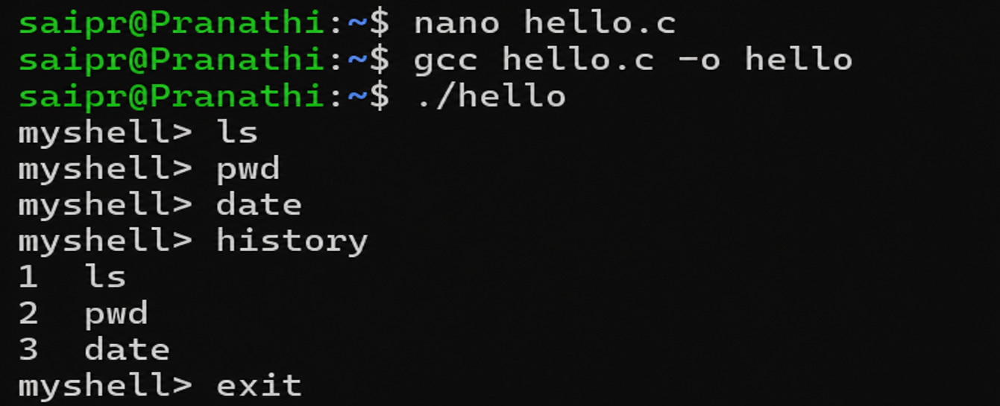 saipr@Pranathi:~$ nano hello.c
saipr@Pranathi:~$ gcc hello.c -o hello
saipr@Pranathi:~$ ./hello
myshell> ls
myshell> pwd
myshell> date
myshell> history
1  ls
2  pwd
3  date
myshell> exit